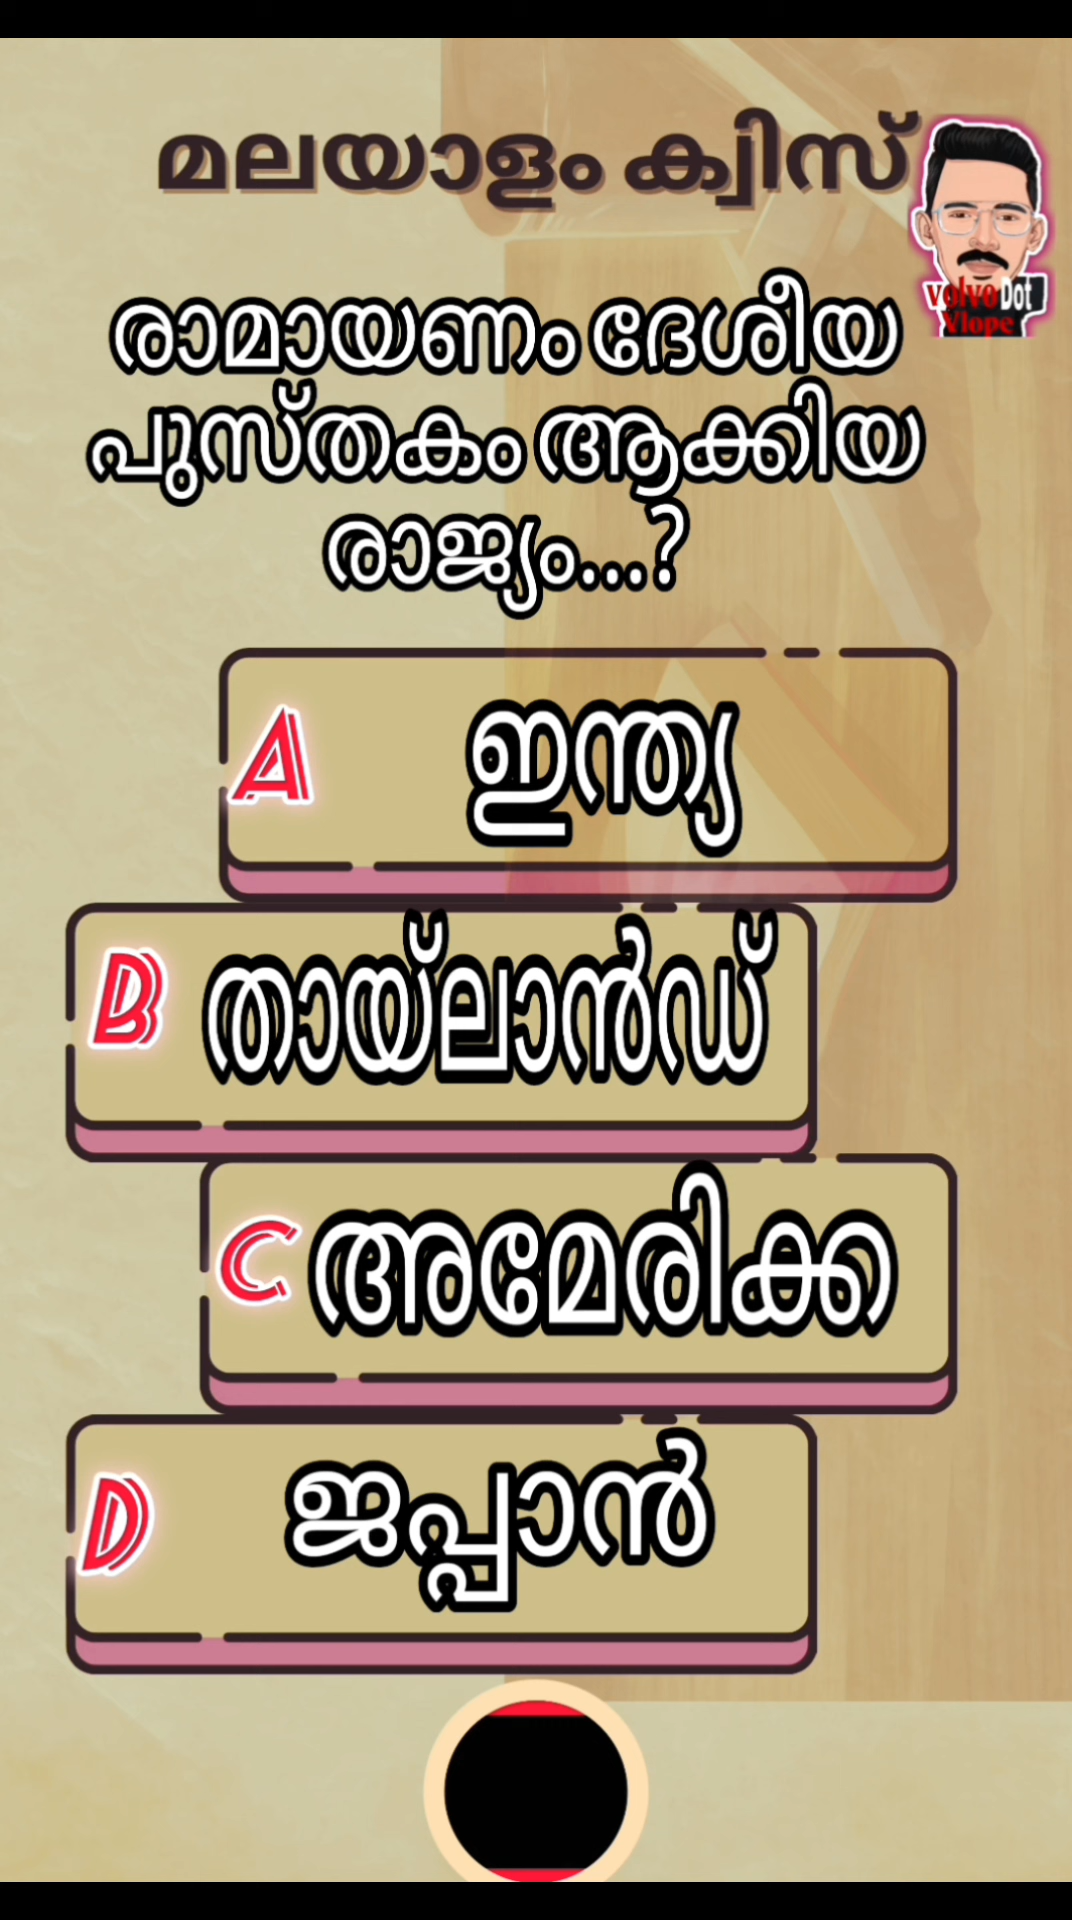 മലയാളം ക്വിസ്
volvo Dot
Vlope
രാമായണം ദേശീയ
പുസ്തകം ആക്കിയ
രാജ്യം...?
A ഇന്ത്യ
B തായ്ലാൻഡ്
C അമേരിക്ക
D ജപ്പാൻ